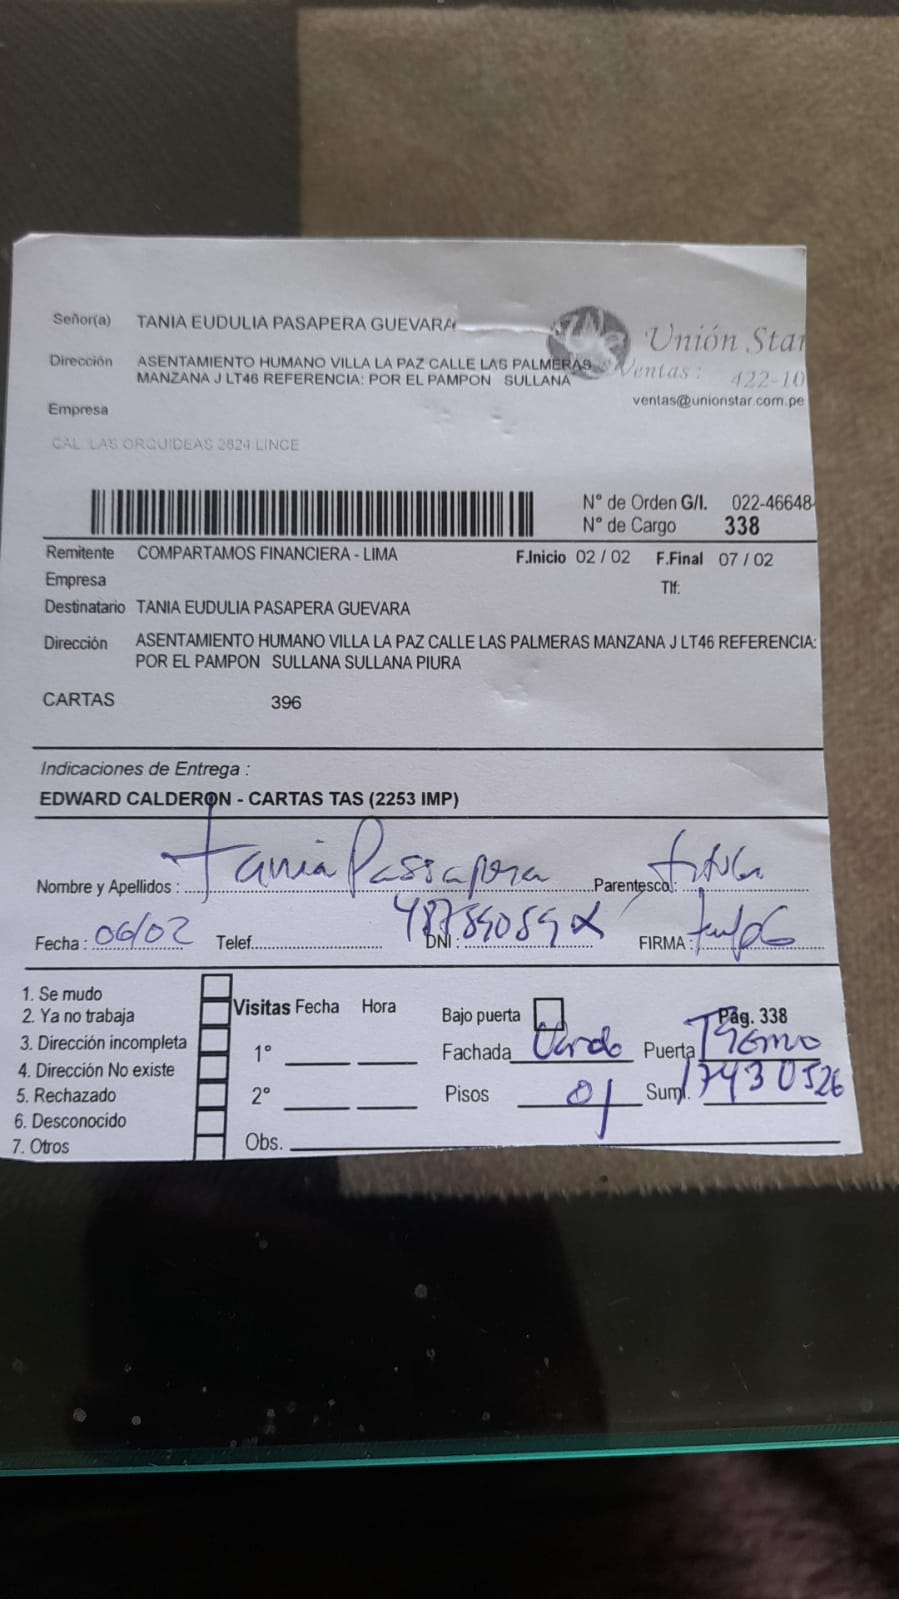 Señor(a) TANIA EUDULIA PASAPERA GUEVARA
Unión Star
Dirección ASENTAMIENTO HUMANO VILLA LA PAZ CALLE LAS PALMERAS
MANZANA J LT46 REFERENCIA: POR EL PAMPON SULLANA
Ventas: 422-10
ventas@unionstar.com.pe
Empresa
CAL. LAS ORQUIDEAS 2624 LINCE
N° de Orden G/I. 022-46648
N° de Cargo 338
Remitente COMPARTAMOS FINANCIERA - LIMA F.Inicio 02 / 02 F.Final 07 / 02
Empresa Tlf:
Destinatario TANIA EUDULIA PASAPERA GUEVARA
Dirección ASENTAMIENTO HUMANO VILLA LA PAZ CALLE LAS PALMERAS MANZANA J LT46 REFERENCIA:
POR EL PAMPON SULLANA SULLANA PIURA
CARTAS 396
Indicaciones de Entrega :
EDWARD CALDERON - CARTAS TAS (2253 IMP)
Nombre y Apellidos : Tania Passapera Parentesco : titular
Fecha : 06/02 Telef. DNI : FIRMA :
1. Se mudo
2. Ya no trabaja
3. Dirección incompleta
4. Dirección No existe
5. Rechazado
6. Desconocido
7. Otros
Visitas Fecha Hora
1°
2°
Obs.
Bajo puerta Pág. 338
Fachada Verde Puerta
Pisos 01 Sum. 17430526